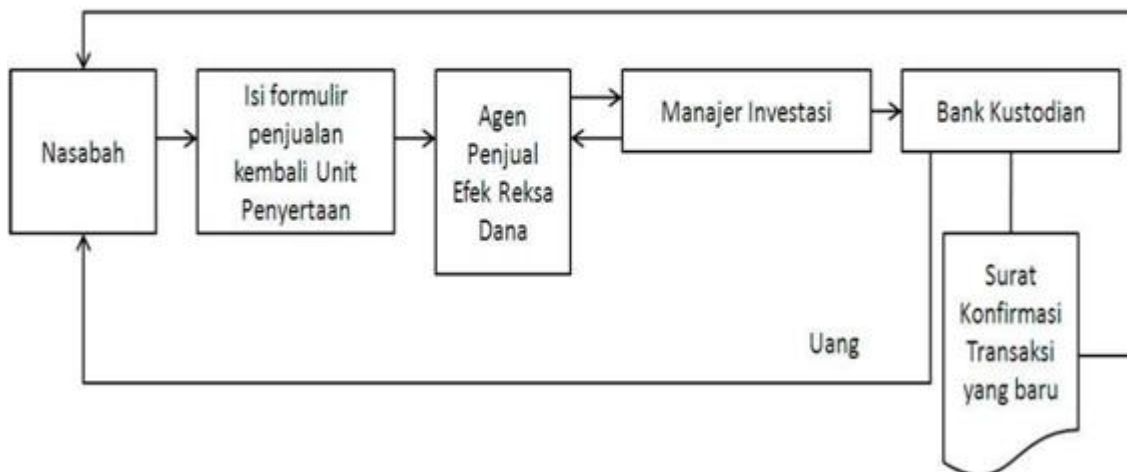 Nasabah
Isi formulir
penjualan
kembali Unit
Penyertaan
Agen
Penjual
Efek Reksa
Dana
Manajer Investasi
Bank Kustodian
Surat
Konfirmasi
Transaksi
yang baru
Uang